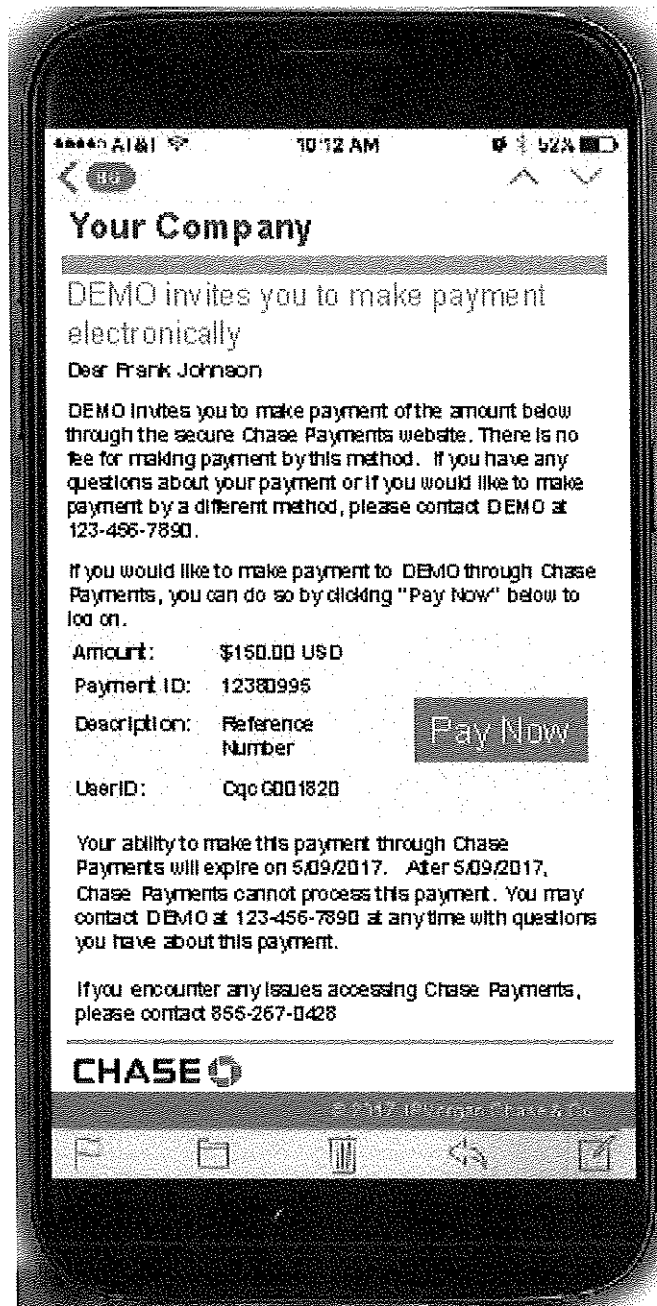 AT&T 10:12 AM 52%
Your Company
DEMO invites you to make payment
electronically
Dear Frank Johnson
DEMO invites you to make payment of the amount below
through the secure Chase Payments website. There is no
fee for making payment by this method. If you have any
questions about your payment or if you would like to make
payment by a different method, please contact DEMO at
123-456-7890.
If you would like to make payment to DEMO through Chase
Payments, you can do so by clicking "Pay Now" below to
log on.
Amount: $150.00 USD
Payment ID: 12380995
Description: Reference
Number
Pay Now
UserID: CqcG001820
Your ability to make this payment through Chase
Payments will expire on 5/09/2017. After 5/09/2017,
Chase Payments cannot process this payment. You may
contact DEMO at 123-456-7890 at any time with questions
you have about this payment.
If you encounter any issues accessing Chase Payments,
please contact 855-267-0428
CHASE
© 2017 JPMorgan Chase & Co.